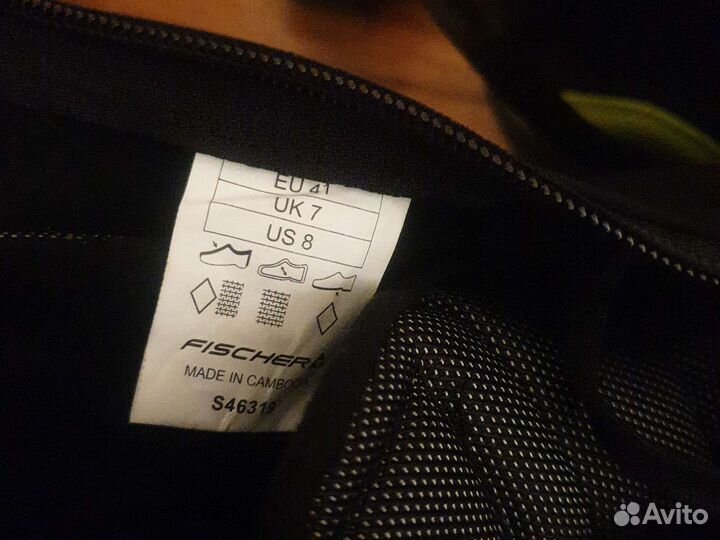 EU 41
UK 7
US 8
FISCHER
MADE IN
S46319
Avito